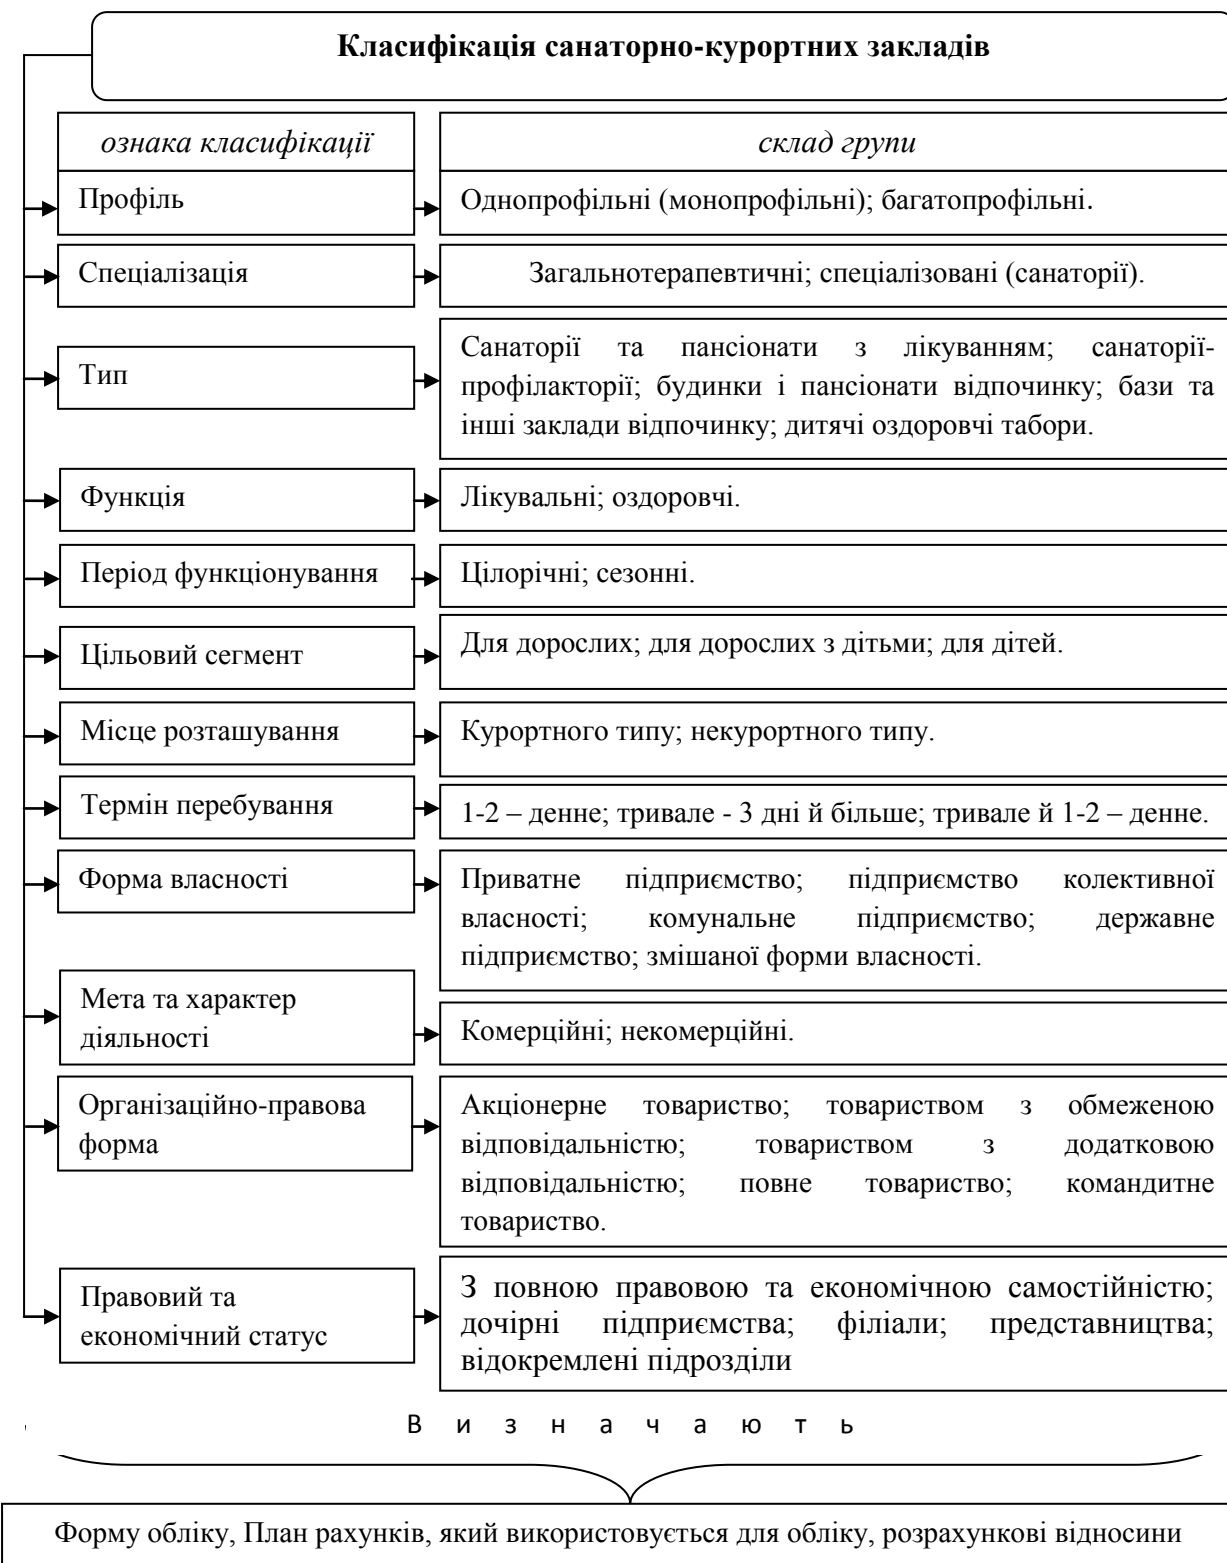 Класифікація санаторно-курортних закладів
ознака класифікації
склад групи
Профіль
Однопрофільні (монопрофільні); багатопрофільні.
Спеціалізація
Загальнотерапевтичні; спеціалізовані (санаторії).
Тип
Санаторії та пансіонати з лікуванням; санаторії-
профілакторії; будинки і пансіонати відпочинку; бази та
інші заклади відпочинку; дитячі оздоровчі табори.
Функція
Лікувальні; оздоровчі.
Період функціонування
Цілорічні; сезонні.
Цільовий сегмент
Для дорослих; для дорослих з дітьми; для дітей.
Місце розташування
Курортного типу; некурортного типу.
Термін перебування
1-2 – денне; тривале - 3 дні й більше; тривале й 1-2 – денне.
Форма власності
Приватне підприємство; підприємство колективної
власності; комунальне підприємство; державне
підприємство; змішаної форми власності.
Мета та характер
діяльності
Комерційні; некомерційні.
Організаційно-правова
форма
Акціонерне товариство; товариством з обмеженою
відповідальністю; товариством з додатковою
відповідальністю; повне товариство; командитне
товариство.
Правовий та
економічний статус
З повною правовою та економічною самостійністю;
дочірні підприємства; філіали; представництва;
відокремлені підрозділи
В и з н а ч а ю т ь
Форму обліку, План рахунків, який використовується для обліку, розрахункові відносини